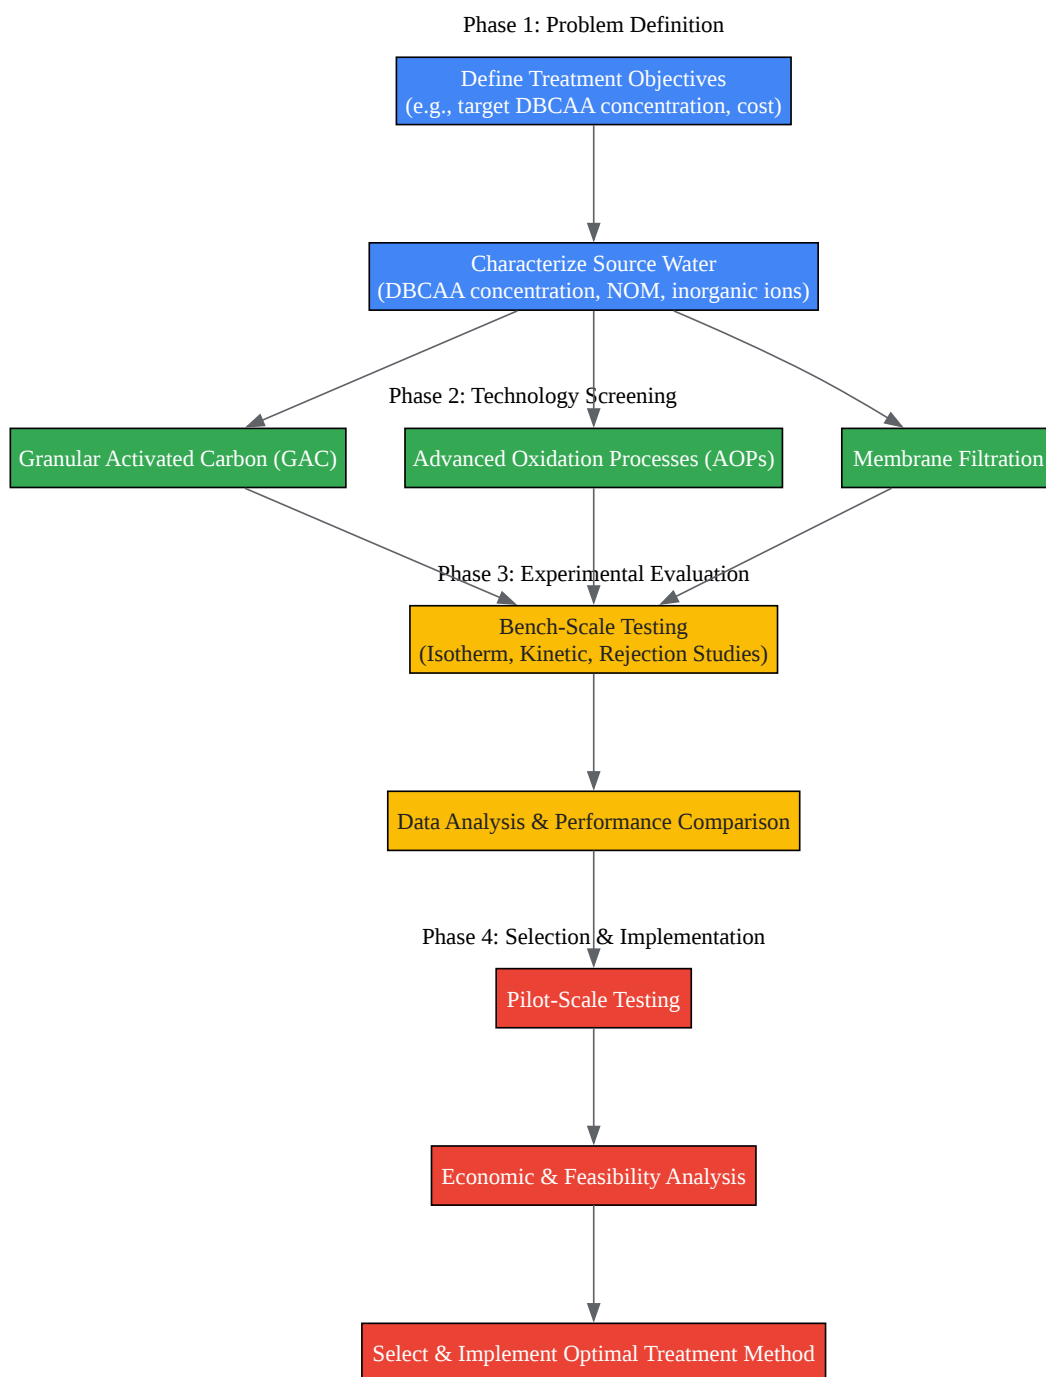 Phase 1: Problem Definition
Define Treatment Objectives
(e.g., target DBCAA concentration, cost)
Characterize Source Water
(DBCAA concentration, NOM, inorganic ions)
Phase 2: Technology Screening
Granular Activated Carbon (GAC)
Advanced Oxidation Processes (AOPs)
Membrane Filtration
Phase 3: Experimental Evaluation
Bench-Scale Testing
(Isotherm, Kinetic, Rejection Studies)
Data Analysis & Performance Comparison
Phase 4: Selection & Implementation
Pilot-Scale Testing
Economic & Feasibility Analysis
Select & Implement Optimal Treatment Method